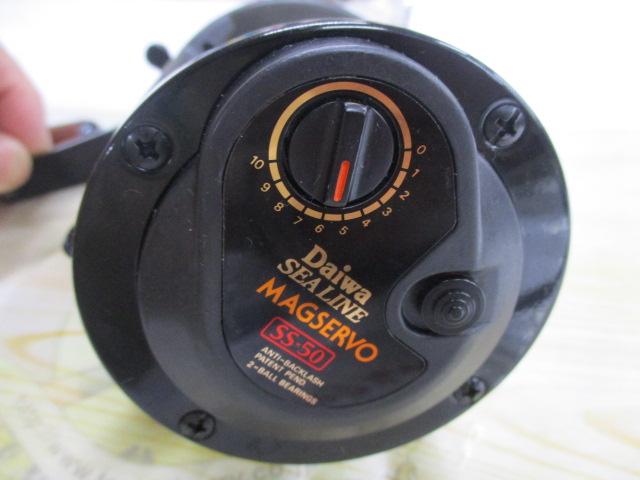 0
1
2
3
4
5
6
7
8
9
10
Daiwa
SEALINE
MAGSERVO
SS-50
ANTI-BACKLASH
PATENT PEND
2-BALL BEARINGS